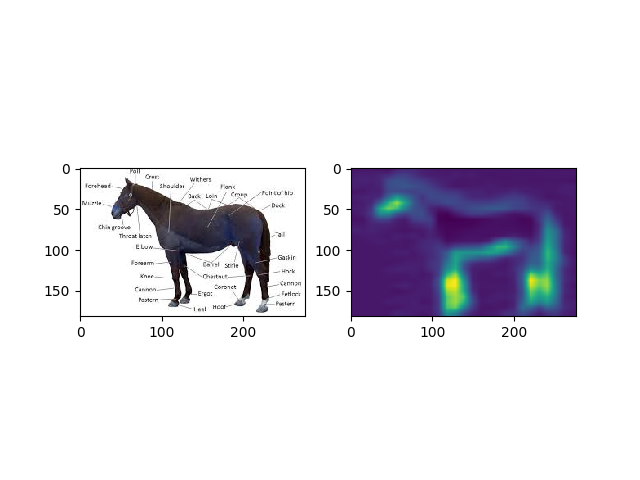 0
50
100
150
0
100
200
Poll
Crest
Withers
Forehead
Shoulder
Flank
Back
Loin
Croup
Point of hip
Muzzle
Dock
Chin groove
Throat latch
Tail
Elbow
Gaskin
Forearm
Stifle
Hock
Knee
Chestnut
Cannon
Coronet
Cannon
Ergot
Fetlock
Pastern
Heel
Hoof
Pastern
0
50
100
150
0
100
200